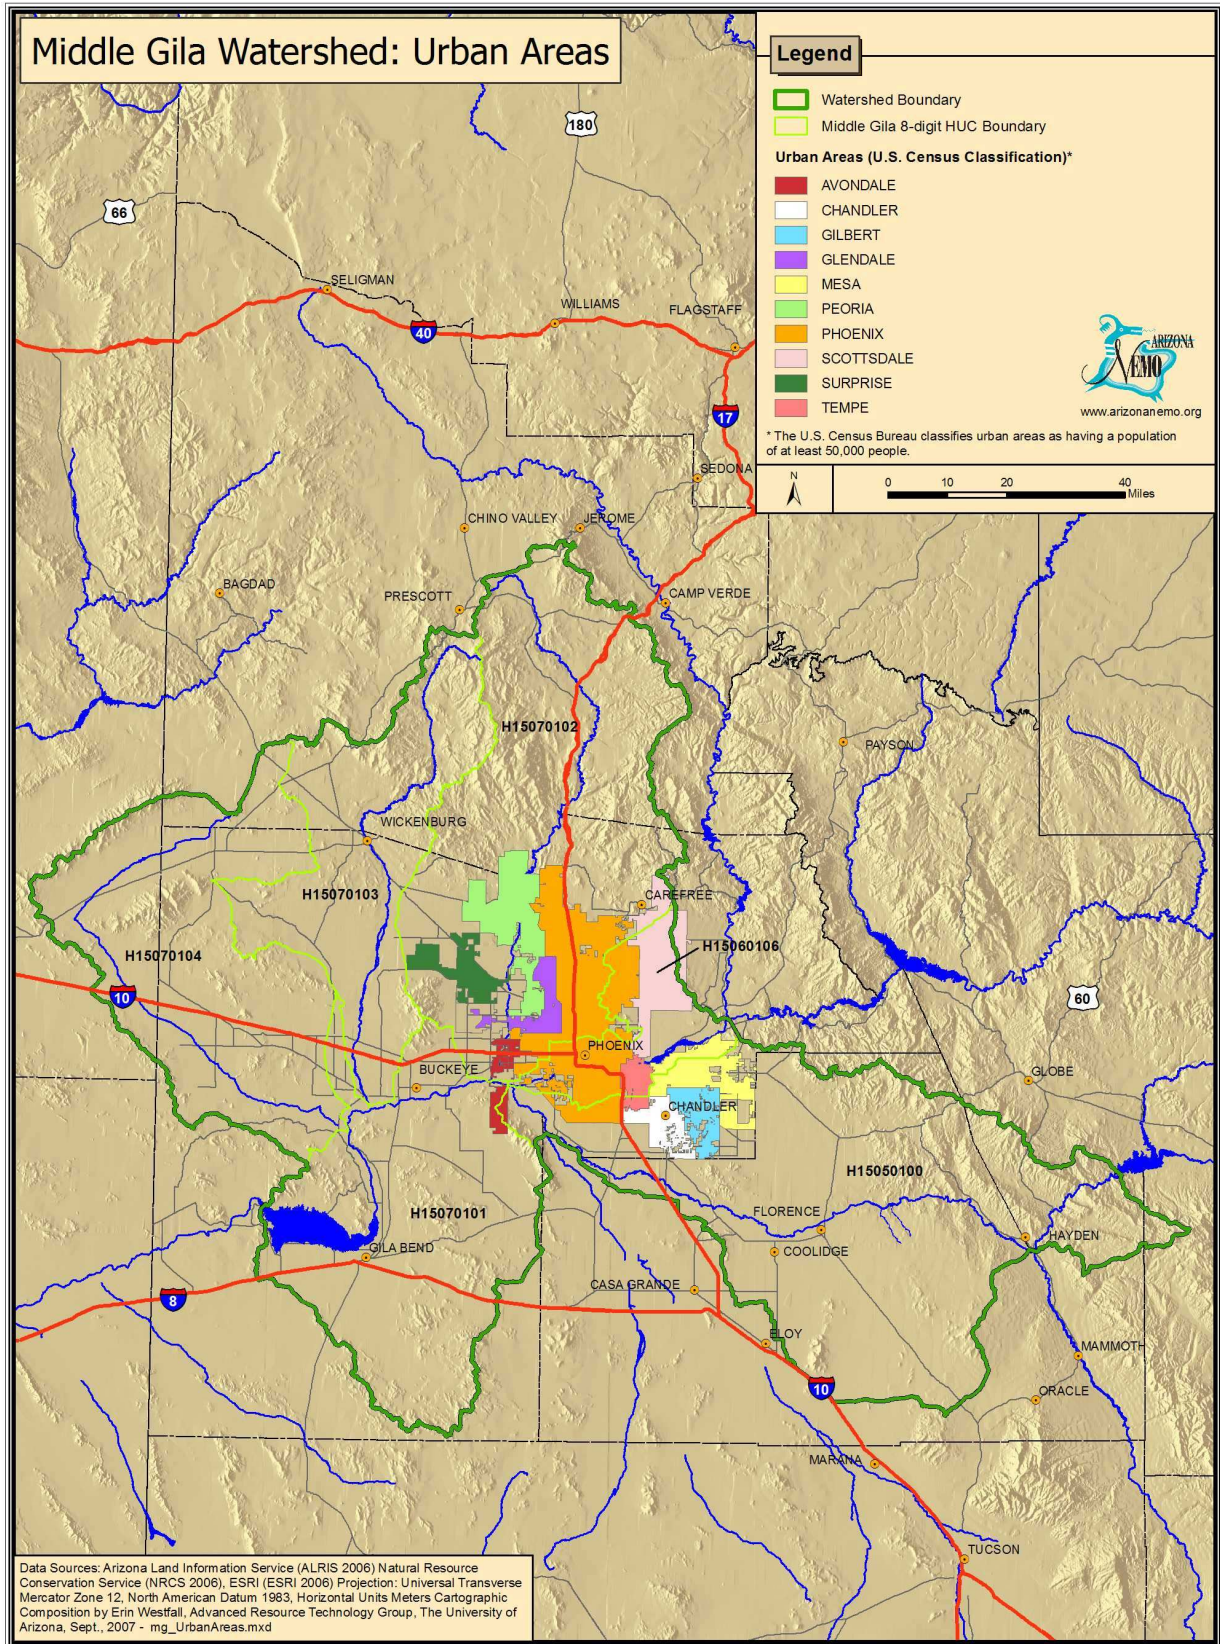 Middle Gila Watershed: Urban Areas
Legend
Watershed Boundary
Middle Gila 8-digit HUC Boundary
Urban Areas (U.S. Census Classification)*
AVONDALE
CHANDLER
GILBERT
GLENDALE
MESA
PEORIA
PHOENIX
SCOTTSDALE
SURPRISE
TEMPE
ARIZONA
NEMO
www.arizonanemo.org
* The U.S. Census Bureau classifies urban areas as having a population
of at least 50,000 people.
N
0 10 20 40
Miles
180
66
SELIGMAN
WILLIAMS
FLAGSTAFF
40
17
SEDONA
CHINO VALLEY
JEROME
BAGDAD
PRESCOTT
CAMP VERDE
H15070102
PAYSON
WICKENBURG
H15070103
CAREFREE
H15070104
H15060106
10
60
PHOENIX
BUCKEYE
GLOBE
CHANDLER
H15050100
H15070101
FLORENCE
HAYDEN
GILA BEND
COOLIDGE
CASA GRANDE
8
ELOY
MAMMOTH
10
ORACLE
MARANA
TUCSON
Data Sources: Arizona Land Information Service (ALRIS 2006) Natural Resource
Conservation Service (NRCS 2006), ESRI (ESRI 2006) Projection: Universal Transverse
Mercator Zone 12, North American Datum 1983, Horizontal Units Meters Cartographic
Composition by Erin Westfall, Advanced Resource Technology Group, The University of
Arizona, Sept., 2007 - mg_UrbanAreas.mxd